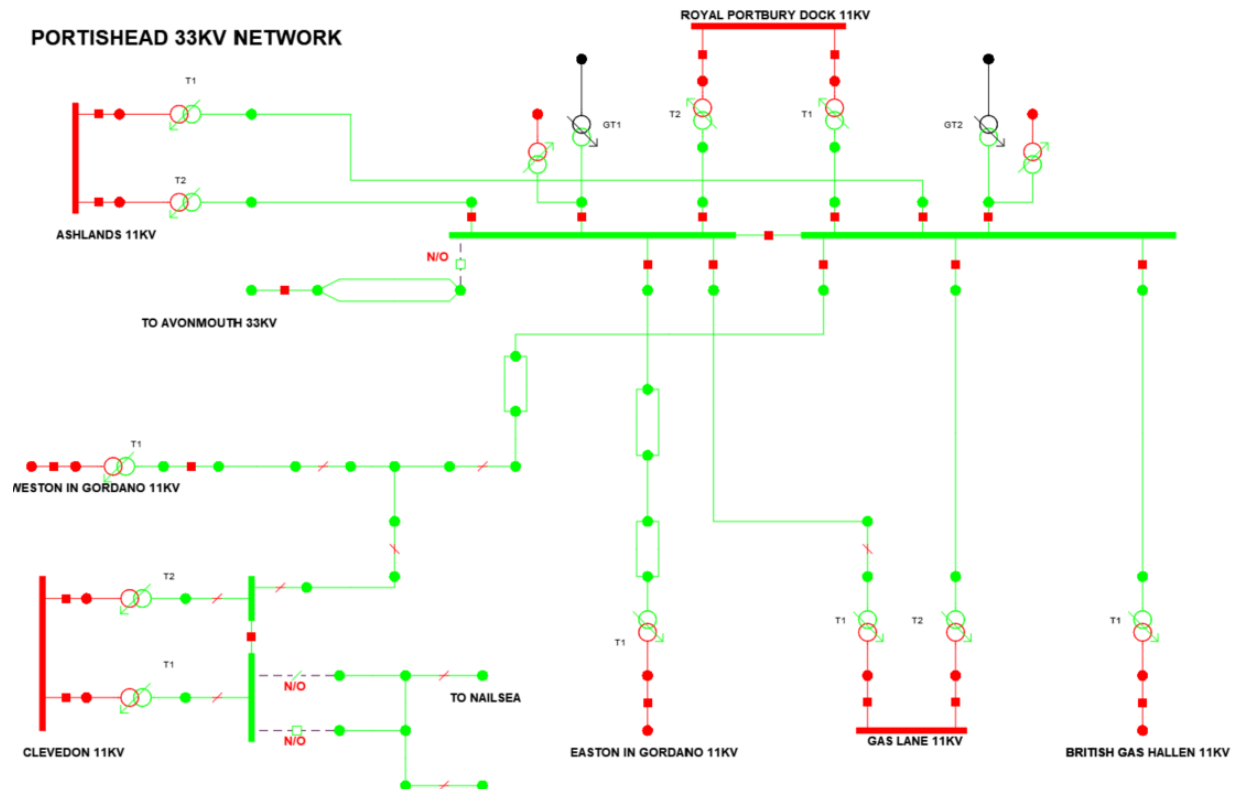 ROYAL PORTBURY DOCK 11KV
PORTISHEAD 33KV NETWORK
T1
GT1
T2
T1
GT2
T2
ASHLANDS 11KV
N/O
TO AVONMOUTH 33KV
T1
WESTON IN GORDANO 11KV
T2
T1
T1
T2
T1
T1
N/O
TO NAILSEA
N/O
CLEVEDON 11KV
EASTON IN GORDANO 11KV
GAS LANE 11KV
BRITISH GAS HALLEN 11KV